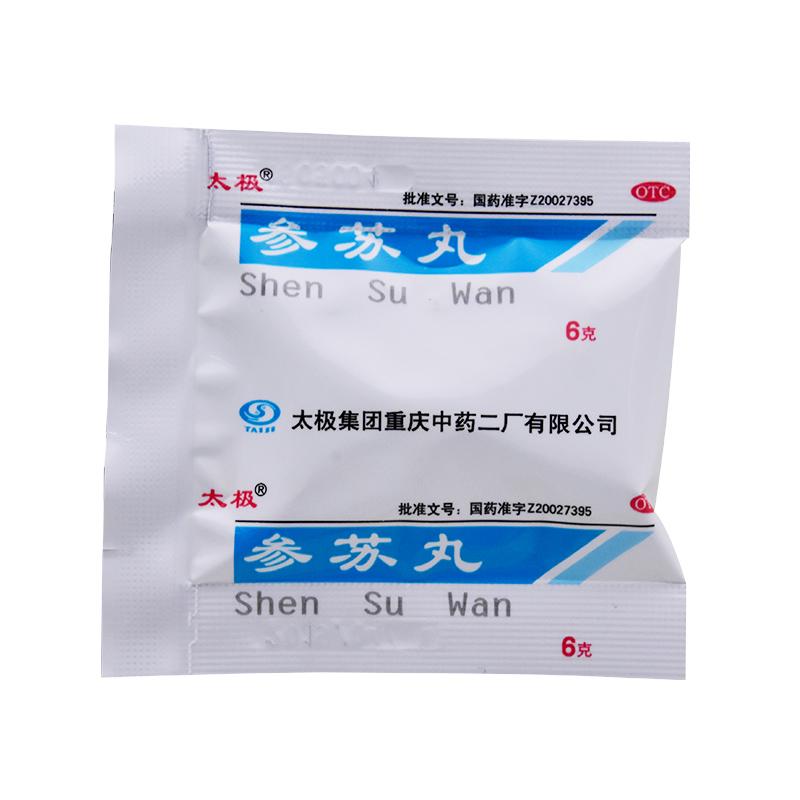 太极®
批准文号：国药准字Z20027395
OTC
参苏丸
Shen Su Wan
6克
TAIJI
太极集团重庆中药二厂有限公司
太极®
批准文号：国药准字Z20027395
参苏丸
Shen Su Wan
6克